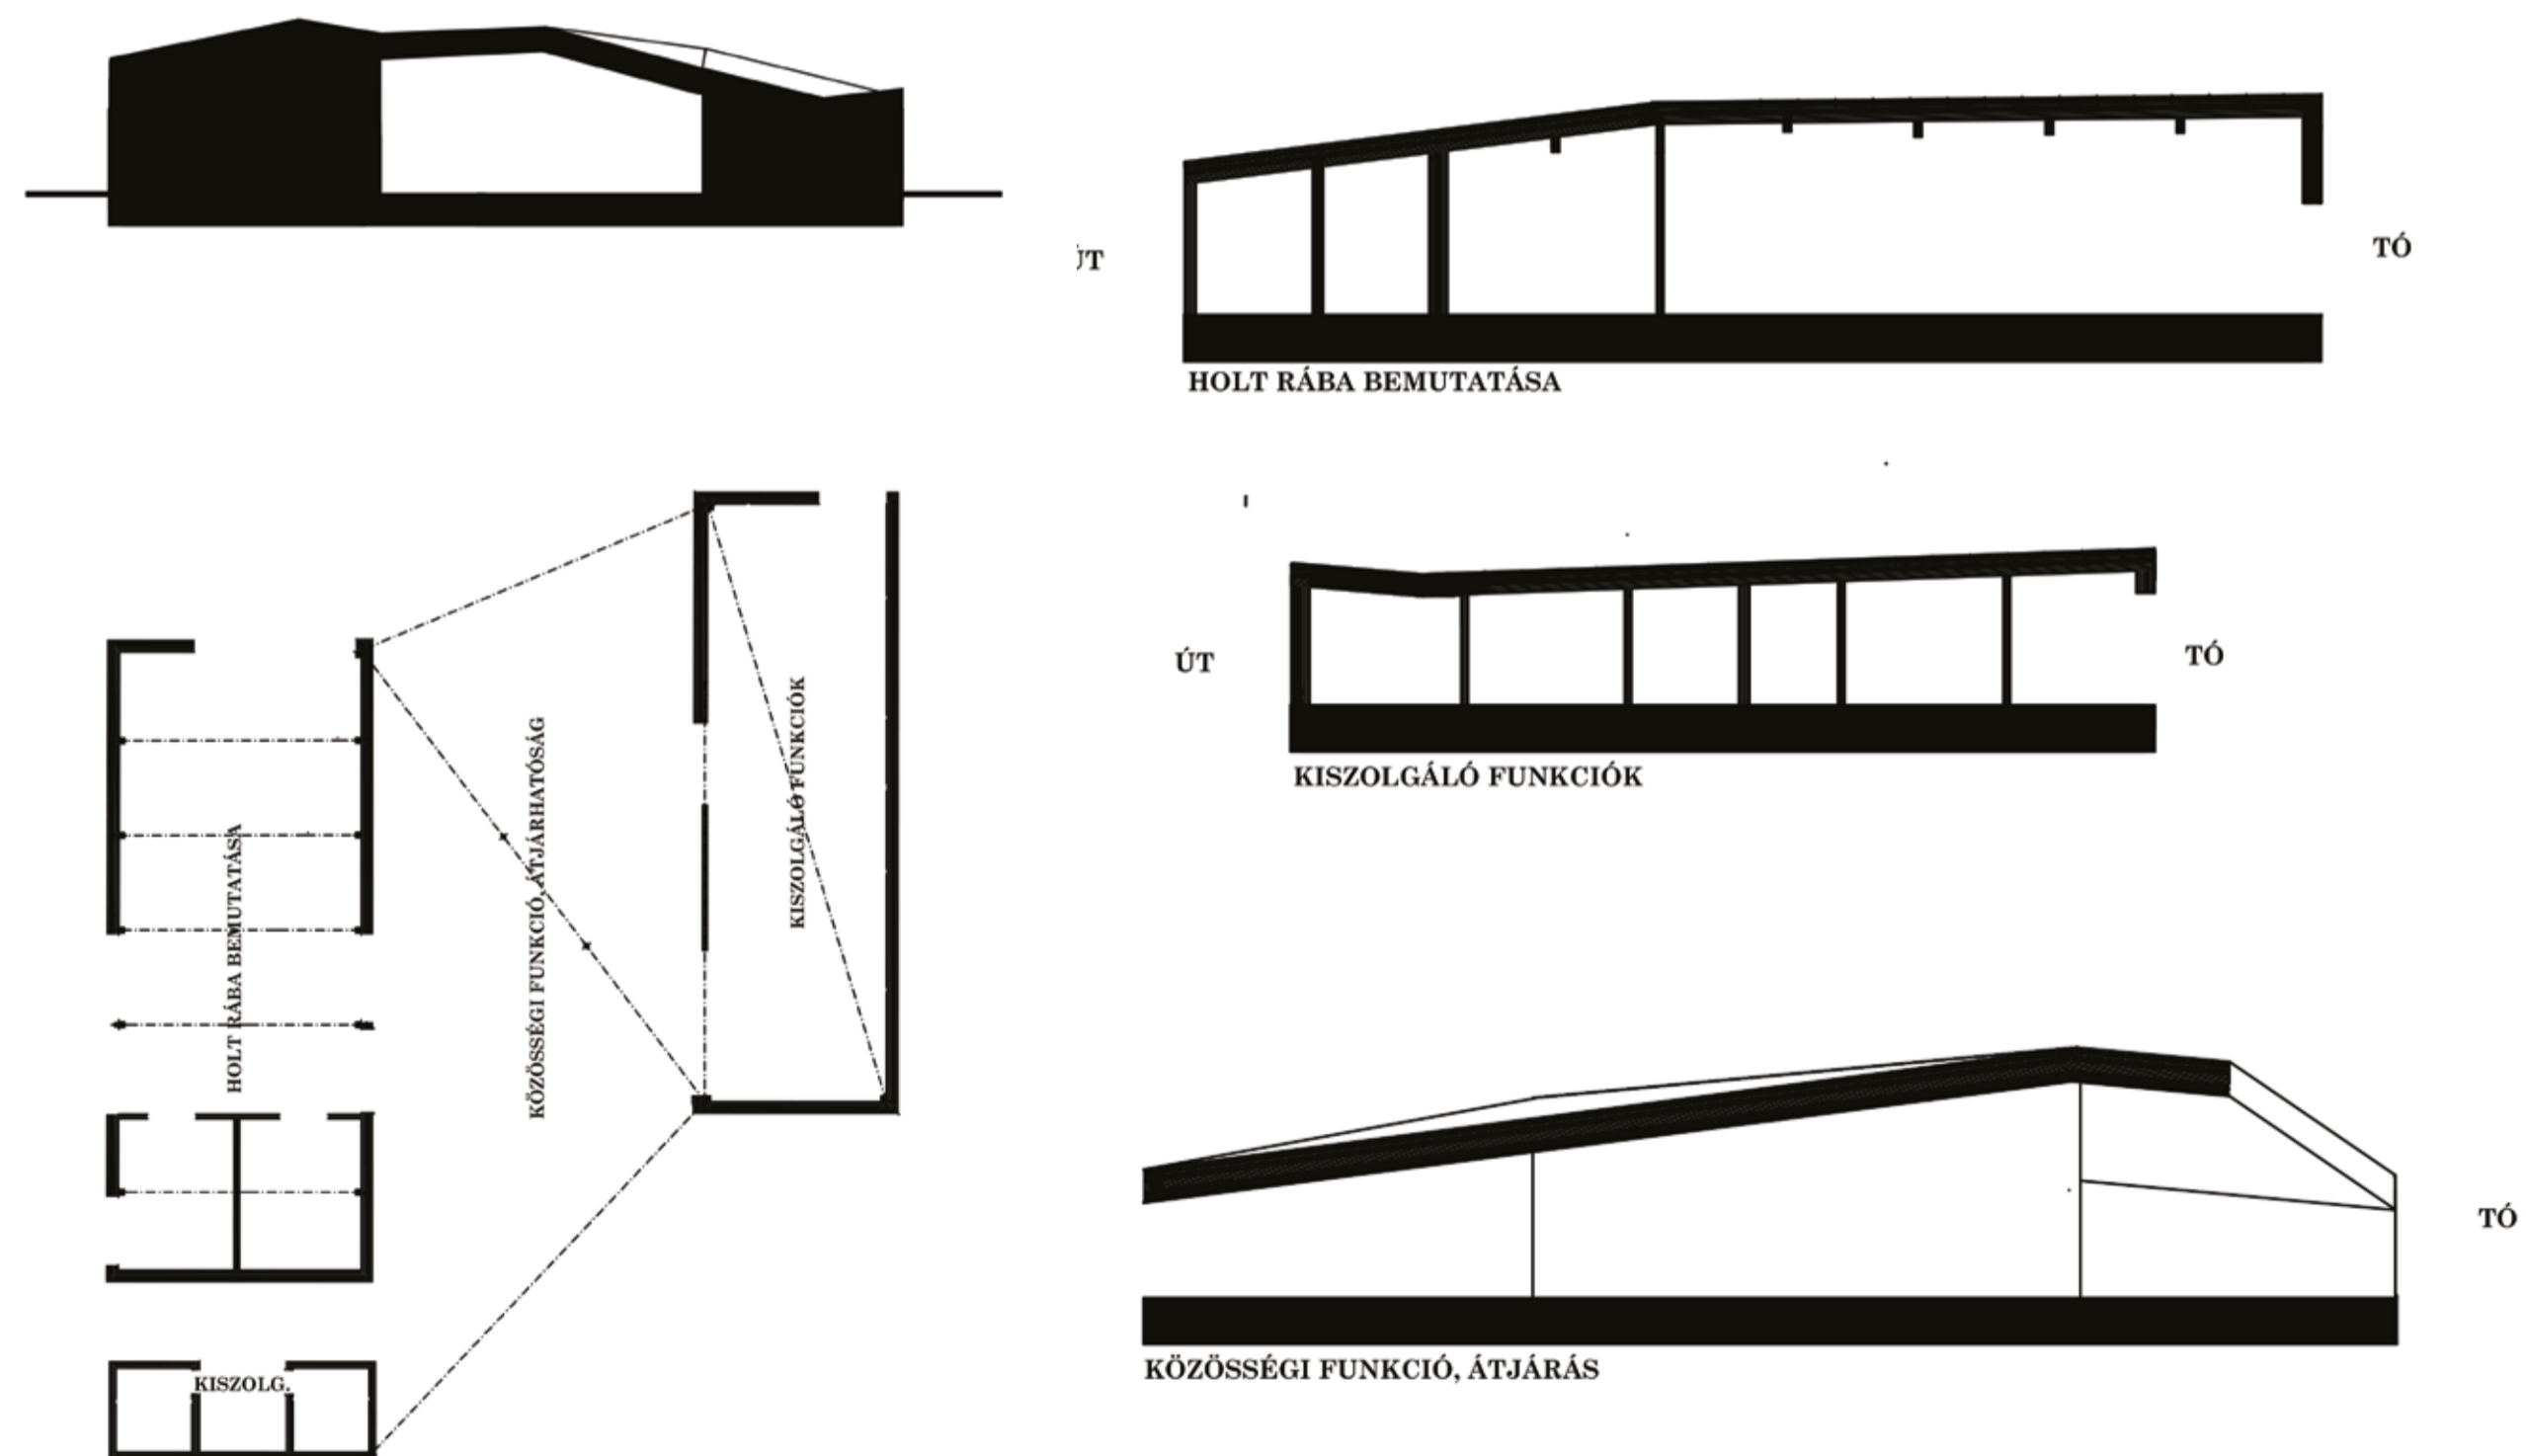 ÚT
TÓ
HOLT RÁBA BEMUTATÁSA
ÚT
TÓ
KISZOLGÁLÓ FUNKCIÓK
TÓ
KÖZÖSSÉGI FUNKCIÓ, ÁTJÁRÁS
HOLT RÁBA BEMUTATÁSA
KÖZÖSSÉGI FUNKCIÓ, ÁTJÁRHATÓSÁG
KISZOLGÁLÓ FUNKCIÓK
KISZOLG.